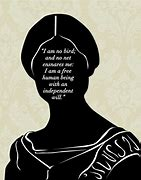 "I am no bird;
and no net
ensnares me:
I am a free
human being
with an
independent
will."